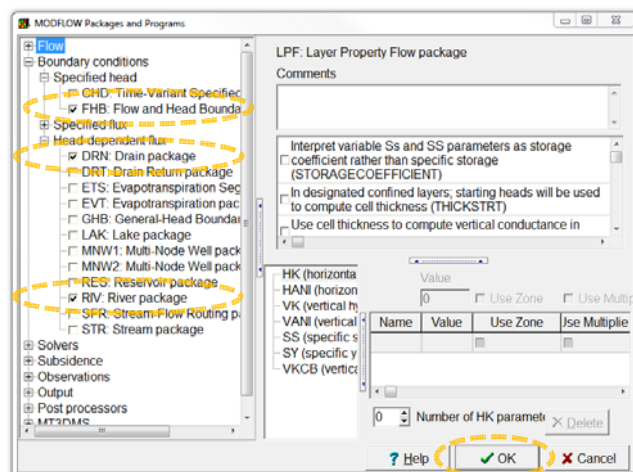 MODFLOW Packages and Programs
Flow
Boundary conditions
Specified head
CHD: Time-Variant Specified
FHB: Flow and Head Bounda
Specified flux
Head-dependent flux
DRN: Drain package
DRT: Drain Return package
ETS: Evapotranspiration Seg
EVT: Evapotranspiration pac
GHB: General-Head Boundar
LAK: Lake package
MNW1: Multi-Node Well pack
MNW2: Multi-Node Well pack
RES: Reservoir package
RIV: River package
SFR: Stream-Flow Routing pa
STR: Stream package
Solvers
Subsidence
Observations
Output
Post processors
MT3DMS
LPF: Layer Property Flow package
Comments
Interpret variable Ss and SS parameters as storage
coefficient rather than specific storage
(STORAGECOEFFICIENT)
In designated confined layers; starting heads will be used
to compute cell thickness (THICKSTRT)
Use cell thickness to compute vertical conductance in
HK (horizonta
HANI (horizon
VK (vertical hy
VANI (vertical
SS (specific s
SY (specific y
VKCB (vertica
Value
0 Use Zone Use Multip
Name Value Use Zone Use Multiplie
0 Number of HK paramete Delete
? Help OK Cancel